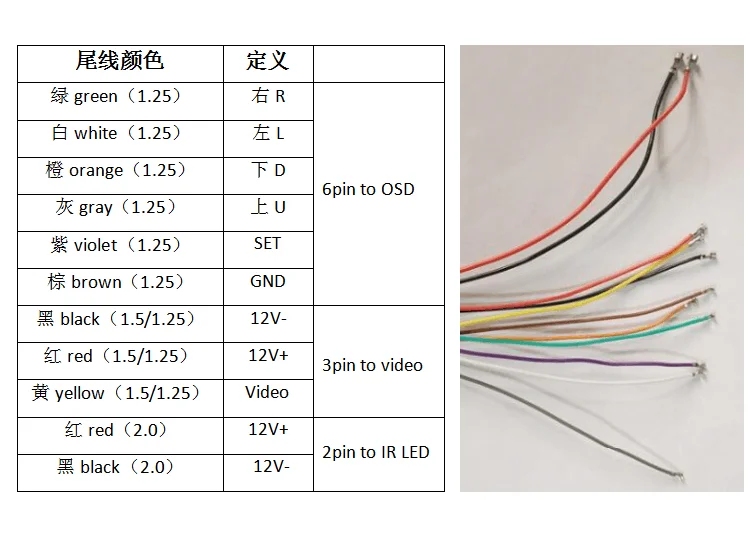 尾线颜色 定义
绿 green（1.25） 右 R
白 white（1.25） 左 L
橙 orange（1.25） 下 D
灰 gray（1.25） 上 U
紫 violet（1.25） SET
棕 brown（1.25） GND
6pin to OSD
黑 black（1.5/1.25） 12V-
红 red（1.5/1.25） 12V+
黄 yellow（1.5/1.25） Video
3pin to video
红 red（2.0） 12V+
黑 black（2.0） 12V-
2pin to IR LED